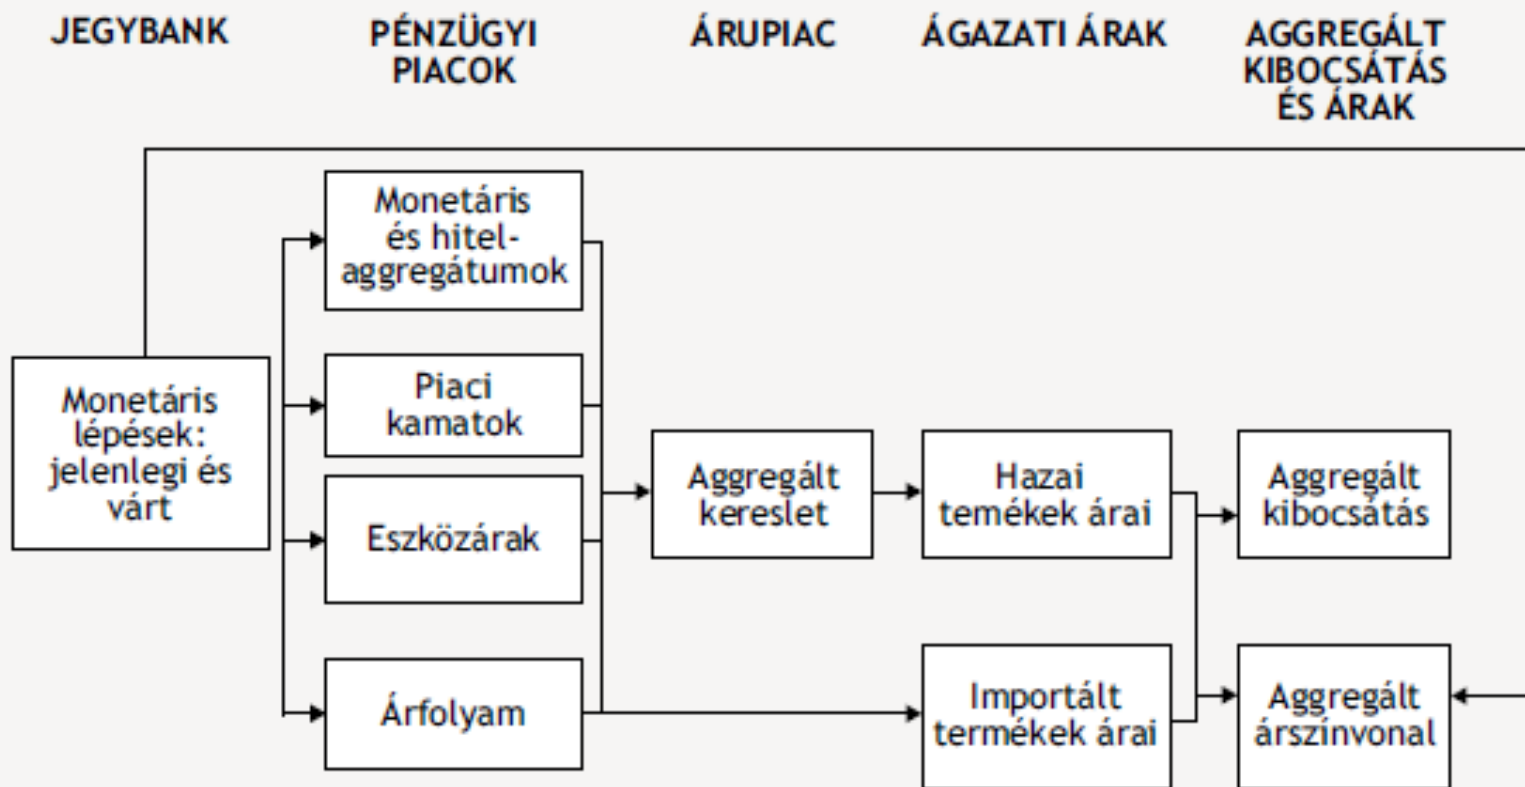 JEGYBANK
PÉNZÜGYI
PIACOK
ÁRUPIAC
ÁGAZATI ÁRAK
AGGREGÁLT
KIBOCSÁTÁS
ÉS ÁRAK
Monetáris
lépések:
jelenlegi és
várt
Monetáris
és hitel-
aggregátumok
Piaci
kamatok
Eszközárak
Árfolyam
Aggregált
kereslet
Hazai
temékek árai
Importált
termékek árai
Aggregált
kibocsátás
Aggregált
árszínvonal